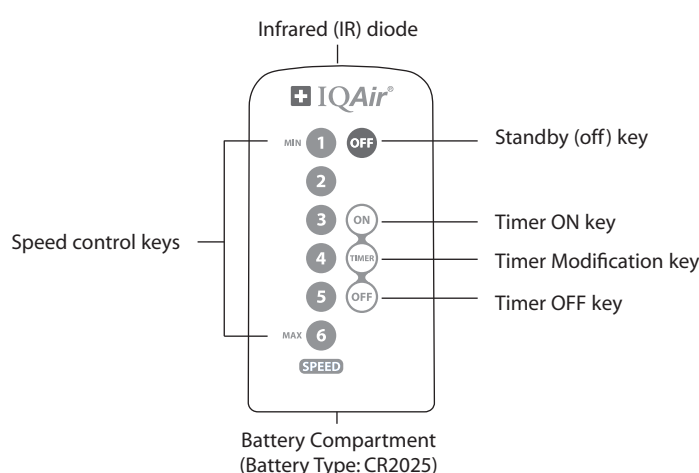 Infrared (IR) diode
IQAir®
MIN 1 OFF
Standby (off) key
2
3 ON
Timer ON key
Speed control keys
4 TIMER
Timer Modification key
5 OFF
Timer OFF key
MAX 6
SPEED
Battery Compartment
(Battery Type: CR2025)